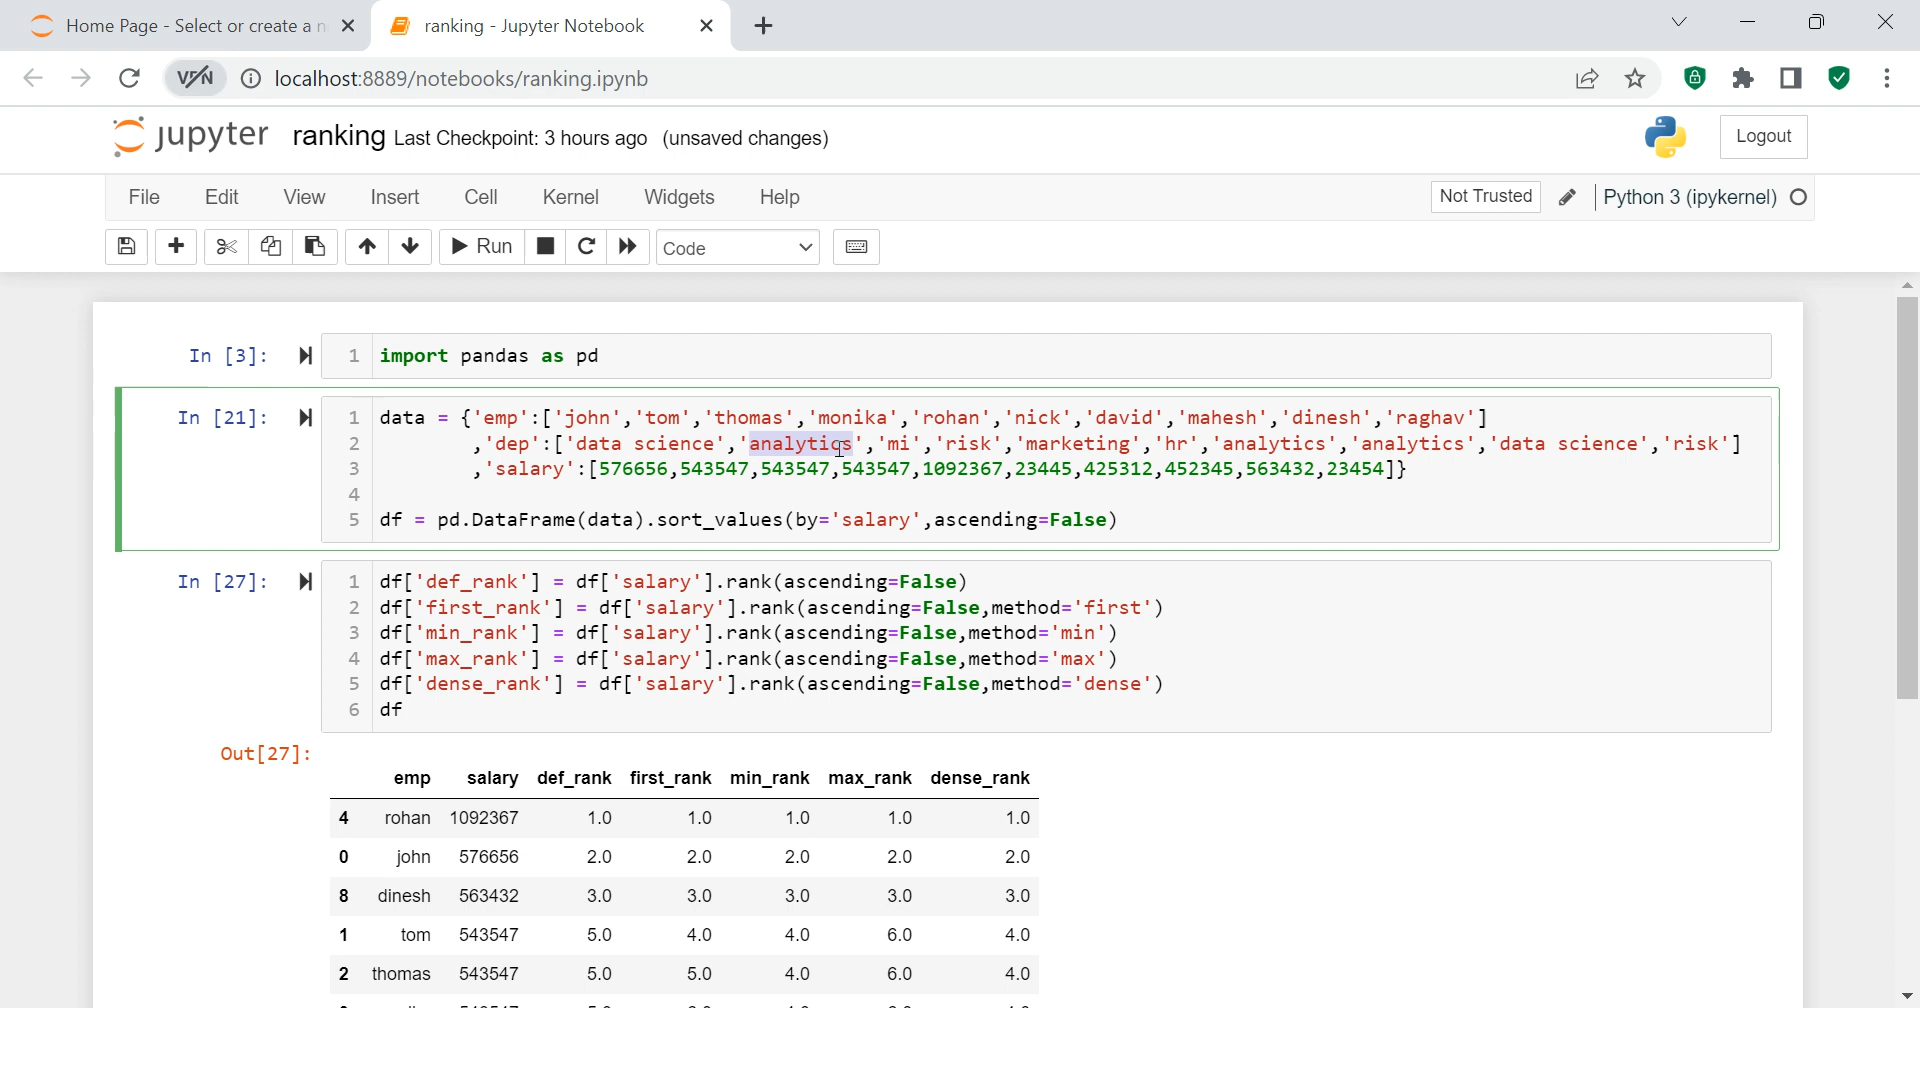 Home Page - Select or create a n
ranking - Jupyter Notebook
VPN localhost:8889/notebooks/ranking.ipynb
jupyter ranking Last Checkpoint: 3 hours ago (unsaved changes) Logout
File Edit View Insert Cell Kernel Widgets Help Not Trusted Python 3 (ipykernel)
Run Code
In [3]: 1 import pandas as pd
In [21]: 1 data = {'emp':['john','tom','thomas','monika','rohan','nick','david','mahesh','dinesh','raghav']
2 ,'dep':['data science','analytics','mi','risk','marketing','hr','analytics','analytics','data science','risk']
3 ,'salary':[576656,543547,543547,543547,1092367,23445,425312,452345,563432,23454]}
4
5 df = pd.DataFrame(data).sort_values(by='salary',ascending=False)
In [27]: 1 df['def_rank'] = df['salary'].rank(ascending=False)
2 df['first_rank'] = df['salary'].rank(ascending=False,method='first')
3 df['min_rank'] = df['salary'].rank(ascending=False,method='min')
4 df['max_rank'] = df['salary'].rank(ascending=False,method='max')
5 df['dense_rank'] = df['salary'].rank(ascending=False,method='dense')
6 df
Out[27]:
emp salary def_rank first_rank min_rank max_rank dense_rank
4 rohan 1092367 1.0 1.0 1.0 1.0 1.0
0 john 576656 2.0 2.0 2.0 2.0 2.0
8 dinesh 563432 3.0 3.0 3.0 3.0 3.0
1 tom 543547 5.0 4.0 4.0 6.0 4.0
2 thomas 543547 5.0 5.0 4.0 6.0 4.0